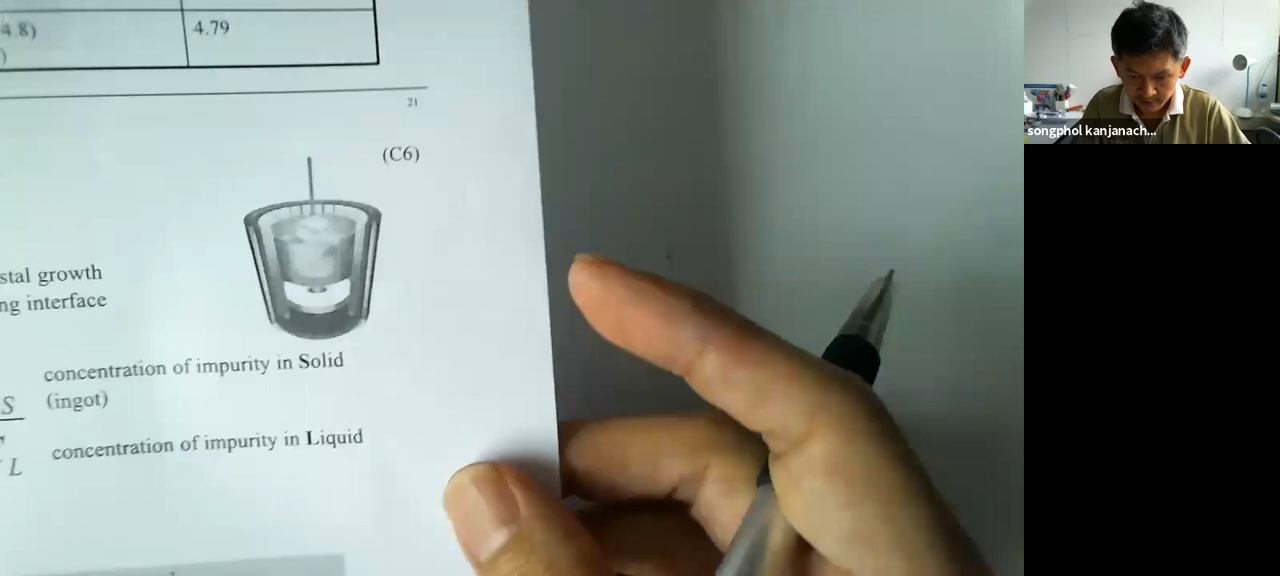 4.8)
4.79
)
21
(C6)
stal growth
ng interface
concentration of impurity in Solid
S (ingot)
L concentration of impurity in Liquid
songphol kanjanach...